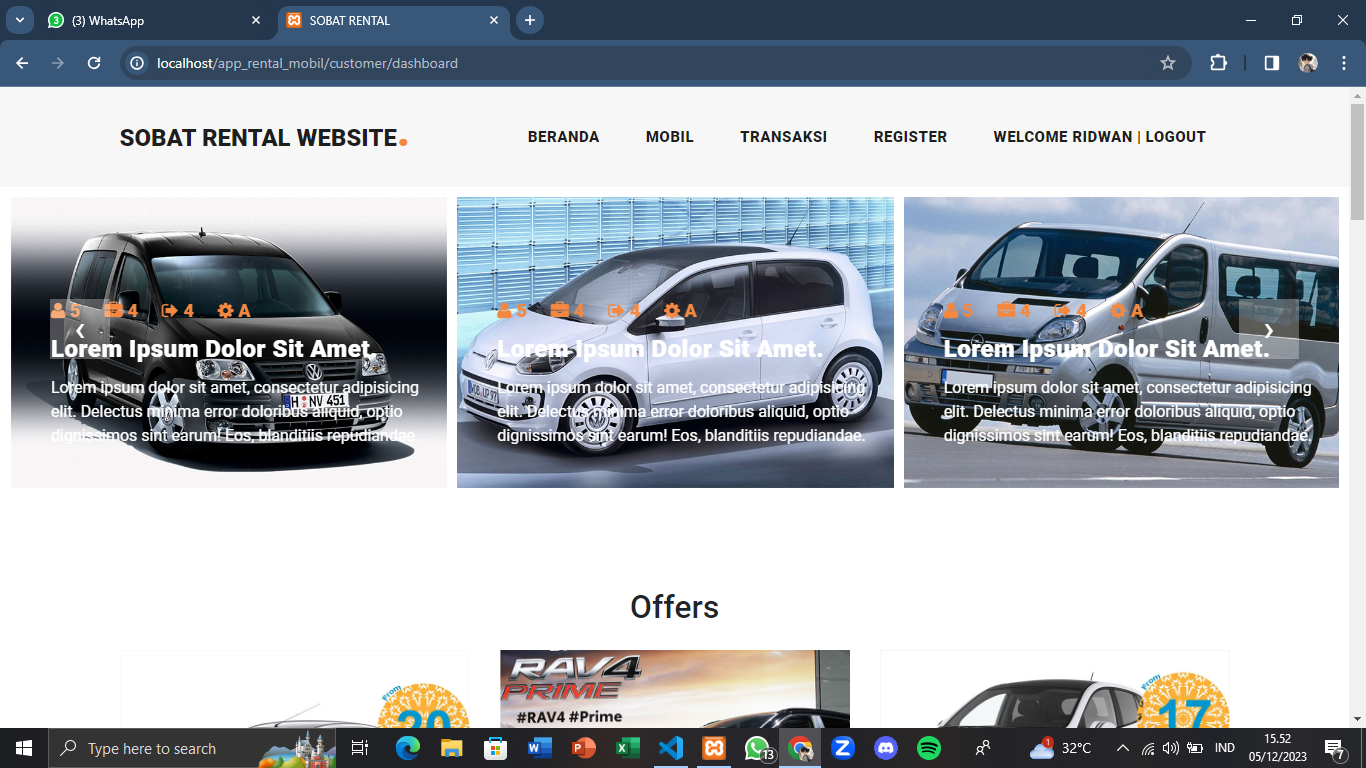 (3) WhatsApp
SOBAT RENTAL
localhost/app_rental_mobil/customer/dashboard
SOBAT RENTAL WEBSITE.
BERANDA
MOBIL
TRANSAKSI
REGISTER
WELCOME RIDWAN | LOGOUT
5 4 4 A
Lorem Ipsum Dolor Sit Amet.
Lorem ipsum dolor sit amet, consectetur adipisicing
elit. Delectus minima error doloribus aliquid, optio
dignissimos sint earum! Eos, blanditiis repudiandae.
H NV 451
5 4 4 A
Lorem Ipsum Dolor Sit Amet.
Lorem ipsum dolor sit amet, consectetur adipisicing
elit. Delectus minima error doloribus aliquid, optio
dignissimos sint earum! Eos, blanditiis repudiandae.
5 4 4 A
Lorem Ipsum Dolor Sit Amet.
Lorem ipsum dolor sit amet, consectetur adipisicing
elit. Delectus minima error doloribus aliquid, optio
dignissimos sint earum! Eos, blanditiis repudiandae.
Offers
From
20
RAV4
PRIME
#RAV4 #Prime
From
17
Type here to search
13
1
32°C
IND
15.52
05/12/2023
7